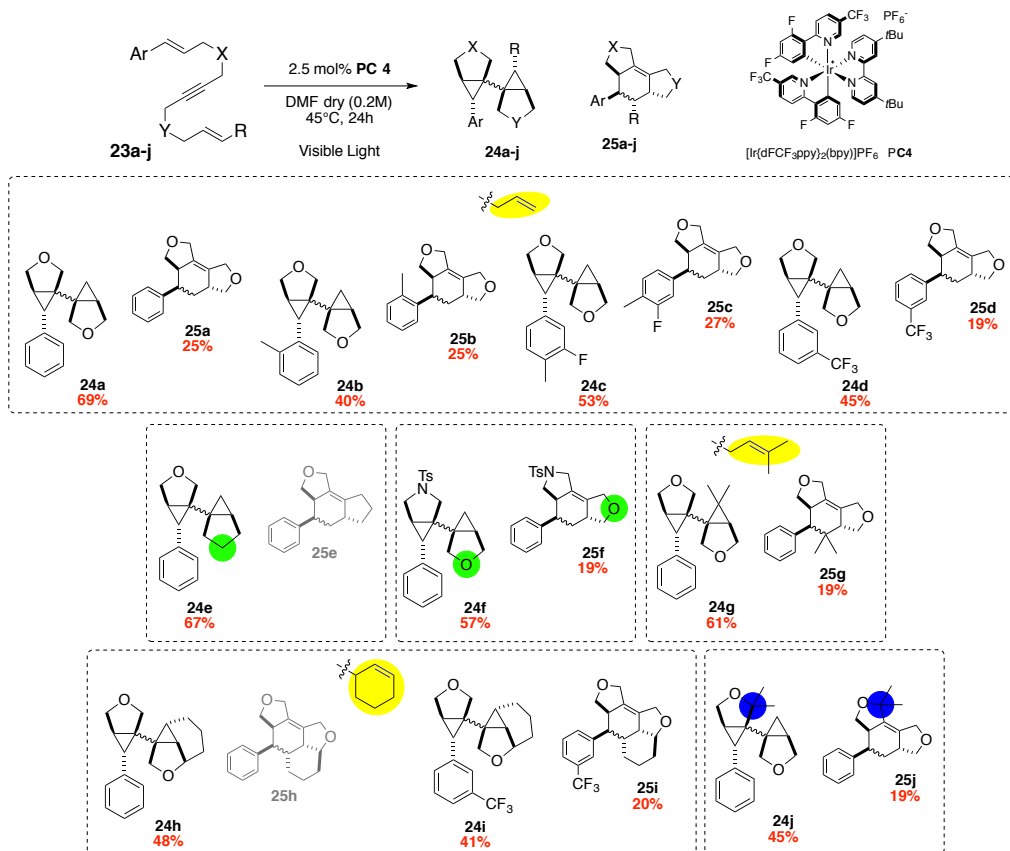 Ar
X
Y
R
23a-j
2.5 mol% PC 4
DMF dry (0.2M)
45°C, 24h
Visible Light
X
R
Ar
Y
24a-j
X
Y
Ar
R
25a-j
F
F
CF3
PF6-
tBu
N
N
Ir
N
N
F3C
tBu
F
F
[Ir{dFCF3ppy}2(bpy)]PF6 PC4
O
O
24a
69%
O
O
25a
25%
O
O
24b
40%
O
O
25b
25%
O
O
F
24c
53%
O
O
F
25c
27%
O
O
CF3
24d
45%
O
O
CF3
25d
19%
O
24e
67%
O
25e
Ts
N
O
24f
57%
TsN
O
25f
19%
O
O
24g
61%
O
O
25g
19%
O
O
24h
48%
O
O
25h
O
O
CF3
24i
41%
O
O
CF3
25i
20%
O
O
24j
45%
O
O
25j
19%